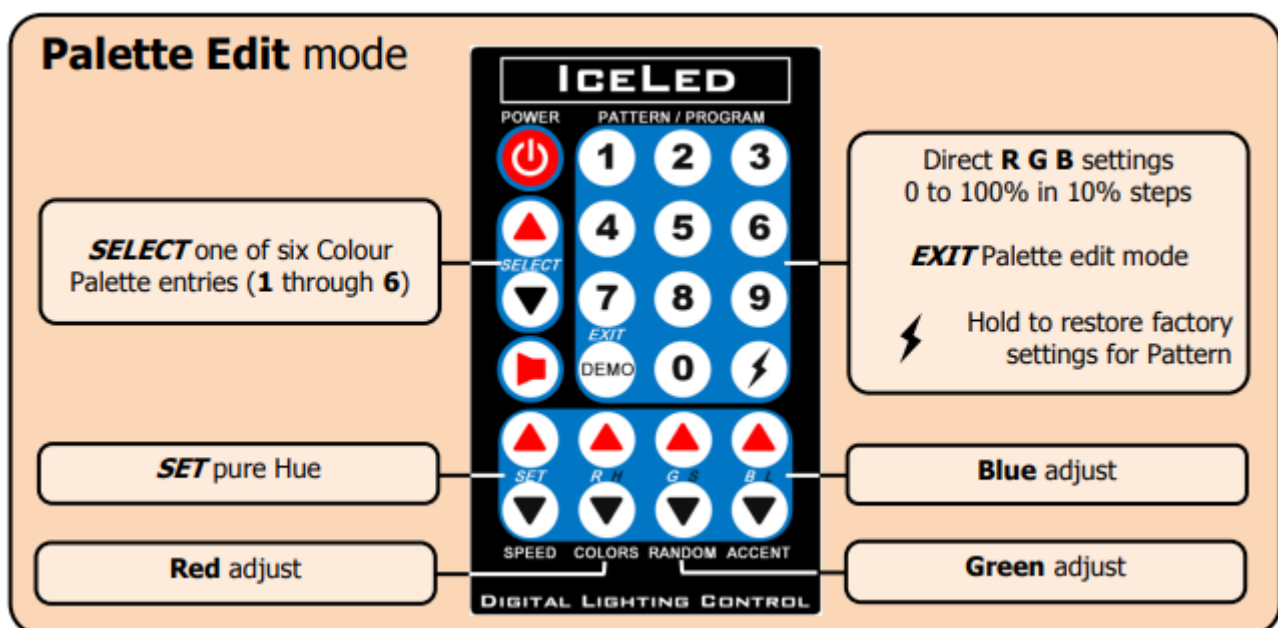 Palette Edit mode
ICELED
POWER PATTERN / PROGRAM
1 2 3
Direct R G B settings
0 to 100% in 10% steps
EXIT Palette edit mode
Hold to restore factory
settings for Pattern
SELECT one of six Colour
Palette entries (1 through 6)
4 5 6
SELECT
7 8 9
EXIT
DEMO 0
SET pure Hue
SET R H G S B L
Blue adjust
SPEED COLORS RANDOM ACCENT
Red adjust
Green adjust
DIGITAL LIGHTING CONTROL